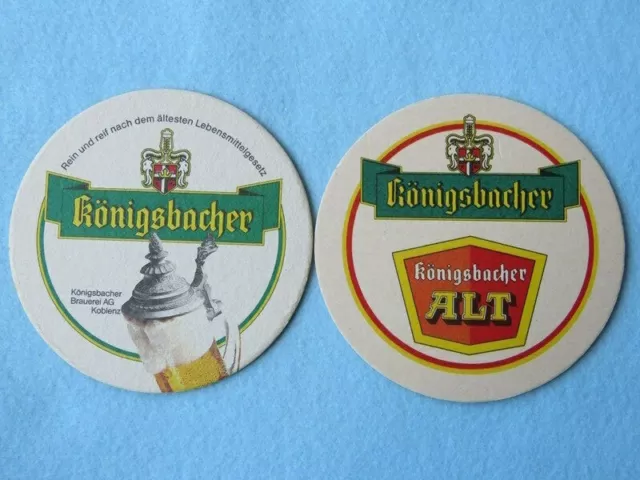 Rein und reif nach dem ältesten Lebensmittelgesetz
Königsbacher
Königsbacher
Brauerei AG
Koblenz
Königsbacher
Königsbacher
ALT